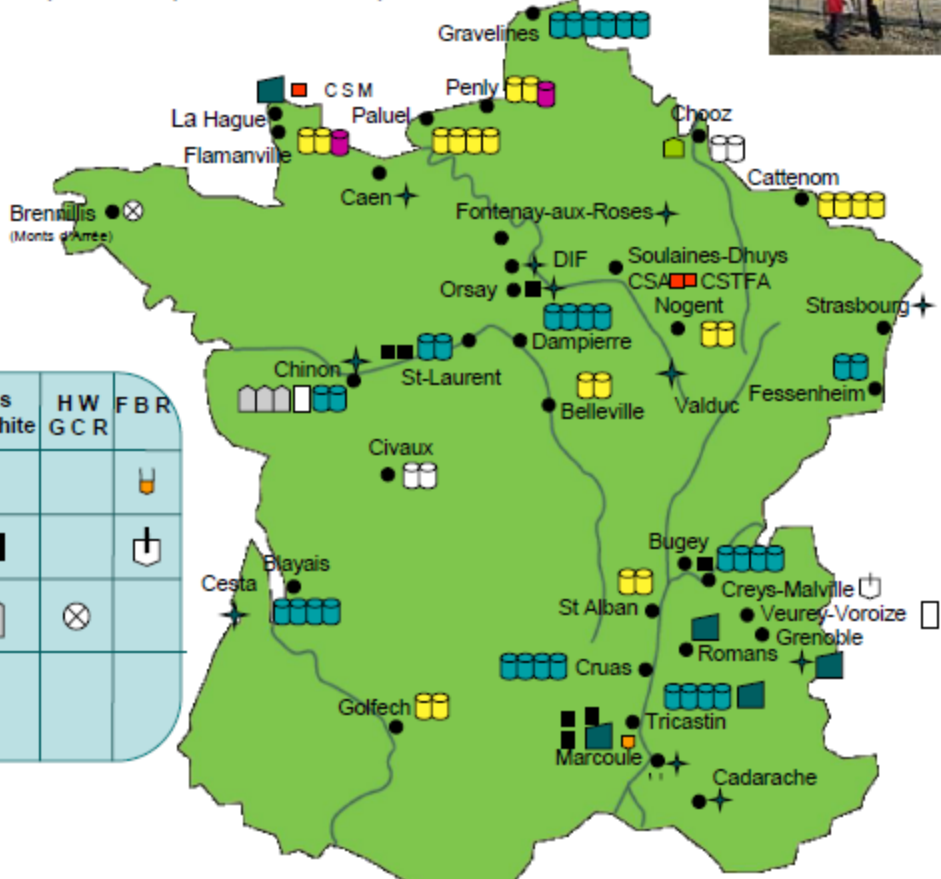 Gravelines
C S M
Penly
La Hague
Paluel
Chooz
Flamanville
Cattenom
Caen
Brennillis
(Monts d'Arrée)
Fontenay-aux-Roses
DIF
Soulaines-Dhuys
CSA CSTFA
Orsay
Nogent
Strasbourg
Dampierre
Chinon
St-Laurent
Fessenheim
Belleville
Valduc
H W
G C R
F B R
Civaux
Bugey
Blayais
Cesta
Creys-Malville
St Alban
Veurey-Voroize
Grenoble
Romans
Cruas
Golfech
Tricastin
Marcoule
Cadarache